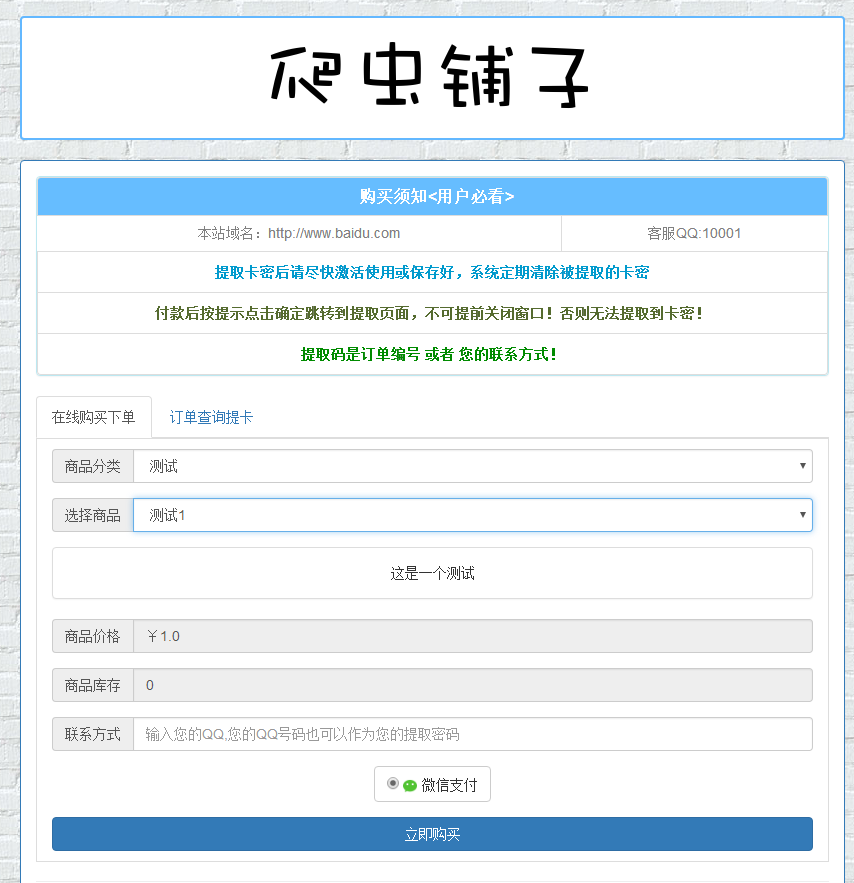 爬虫铺子
购买须知<用户必看>
本站域名：http://www.baidu.com 客服QQ:10001
提取卡密后请尽快激活使用或保存好，系统定期清除被提取的卡密
付款后按提示点击确定跳转到提取页面，不可提前关闭窗口！否则无法提取到卡密！
提取码是订单编号 或者 您的联系方式！
在线购买下单 订单查询提卡
商品分类 测试
选择商品 测试1
这是一个测试
商品价格 ￥1.0
商品库存 0
联系方式 输入您的QQ,您的QQ号码也可以作为您的提取密码
微信支付
立即购买